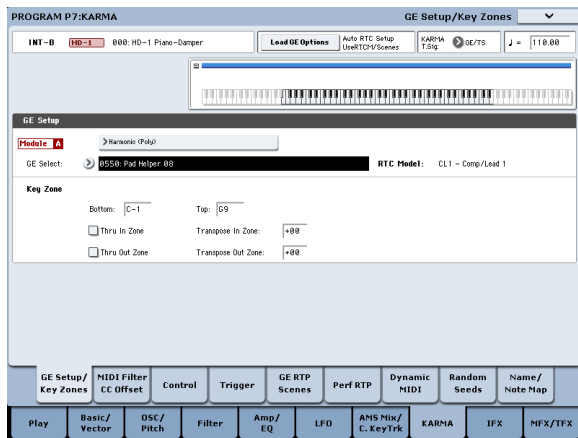 PROGRAM P7:KARMA GE Setup/Key Zones
INT-B HD-1 000: HD-1 Piano-Damper Load GE Options Auto RTC Setup UseRTCM/Scenes KARMA T.Sig: GE/TS ♩ = 110.00
GE Setup
Module A Harmonic (Poly)
GE Select: 0550: Pad Helper 08 RTC Model: CL1 - Comp/Lead 1
Key Zone
Bottom: C-1 Top: G9
Thru In Zone Transpose In Zone: +00
Thru Out Zone Transpose Out Zone: +00
GE Setup/ Key Zones MIDI Filter CC Offset Control Trigger GE RTP Scenes Perf RTP Dynamic MIDI Random Seeds Name/ Note Map
Play Basic/ Vector OSC/ Pitch Filter Amp/ EQ LFO AMS Mix/ C. KeyTrk KARMA IFX MFX/TFX